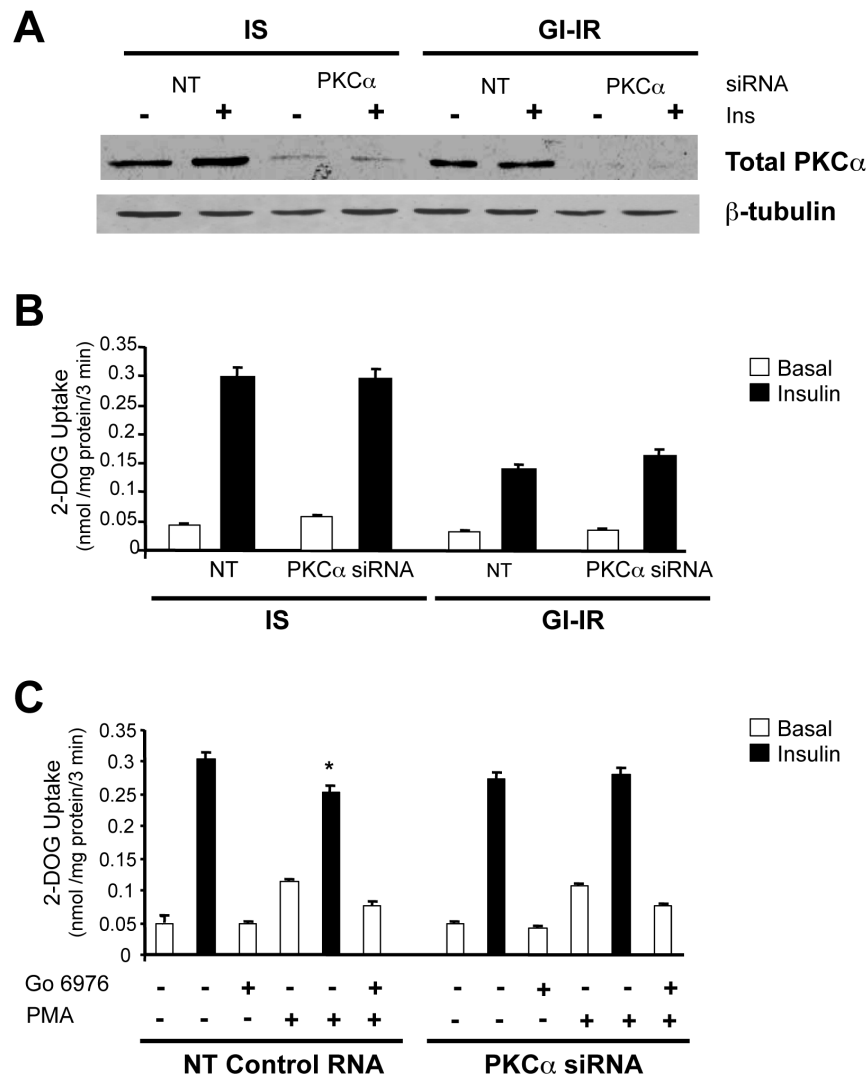 A
IS GI-IR
NT PKCα NT PKCα siRNA
- + - + - + - + Ins
Total PKCα
β-tubulin
B
2-DOG Uptake
(nmol /mg protein/3 min)
0.35
0.3
0.25
0.2
0.15
0.1
0.05
0
Basal
Insulin
NT PKCα siRNA NT PKCα siRNA
IS GI-IR
C
2-DOG Uptake
(nmol /mg protein/3 min)
0.35
0.3
0.25
0.2
0.15
0.1
0.05
0
*
Basal
Insulin
Go 6976 - - + - - + - - + - - +
PMA - - - + + + - - - + + +
NT Control RNA PKCα siRNA